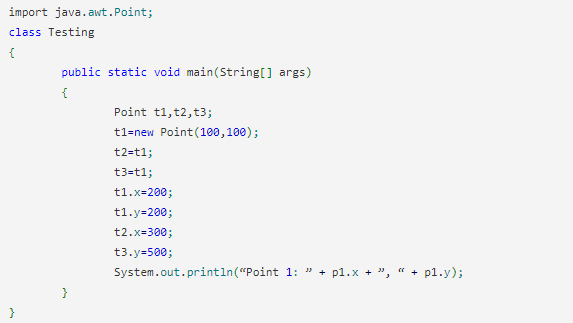 import java.awt.Point;
class Testing
{
public static void main(String[] args)
{
Point t1,t2,t3;
t1=new Point(100,100);
t2=t1;
t3=t1;
t1.x=200;
t1.y=200;
t2.x=300;
t3.y=500;
System.out.println(“Point 1: ” + p1.x + ”, “ + p1.y);
}
}